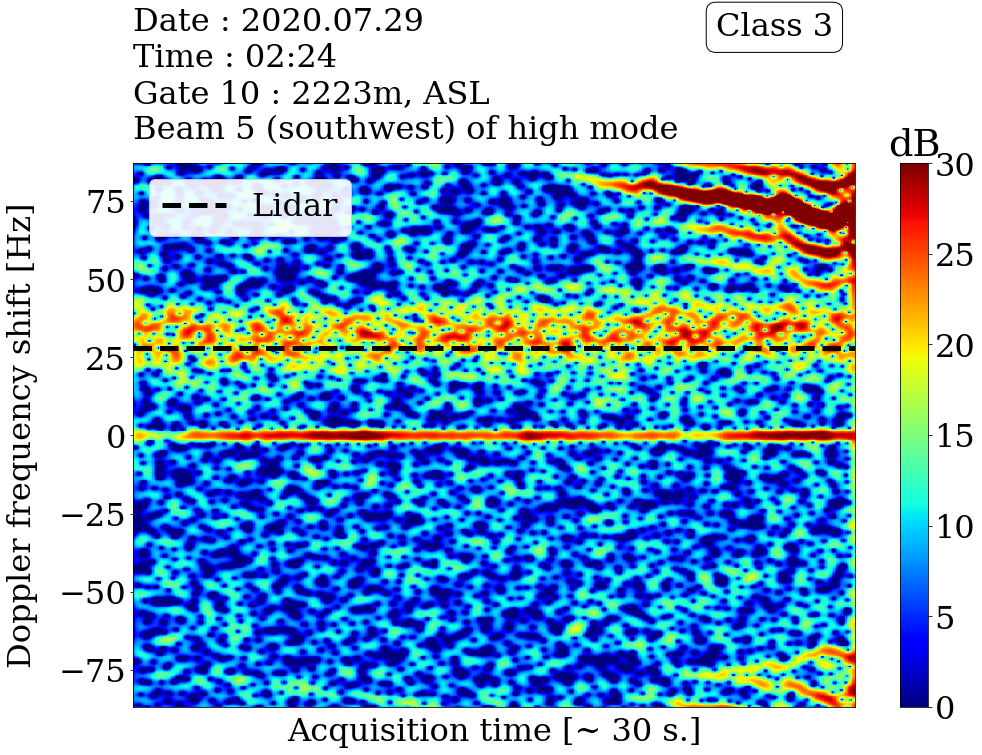 Date : 2020.07.29
Time : 02:24
Gate 10 : 2223m, ASL
Beam 5 (southwest) of high mode
Class 3
dB
Lidar
Doppler frequency shift [Hz]
75
50
25
0
−25
−50
−75
30
25
20
15
10
5
0
Acquisition time [~ 30 s.]